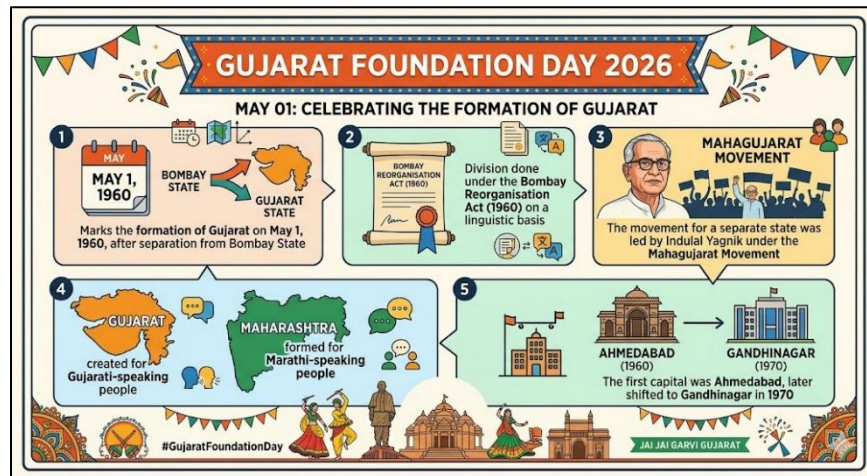 GUJARAT FOUNDATION DAY 2026
MAY 01: CELEBRATING THE FORMATION OF GUJARAT
1
MAY
MAY 1,
1960
BOMBAY
STATE
GUJARAT
STATE
Marks the formation of Gujarat on May 1,
1960, after separation from Bombay State
2
BOMBAY
REORGANISATION
ACT (1960)
A
Division done
under the Bombay
Reorganisation
Act (1960) on a
linguistic basis
A
3
MAHAGUJARAT
MOVEMENT
The movement for a separate state was
led by Indulal Yagnik under the
Mahagujarat Movement
4
GUJARAT
created for
Gujarati-speaking
people
MAHARASHTRA
formed for
Marathi-speaking
people
5
AHMEDABAD
(1960)
GANDHINAGAR
(1970)
The first capital was Ahmedabad, later
shifted to Gandhinagar in 1970
#GujaratFoundationDay
JAI JAI GARVI GUJARAT